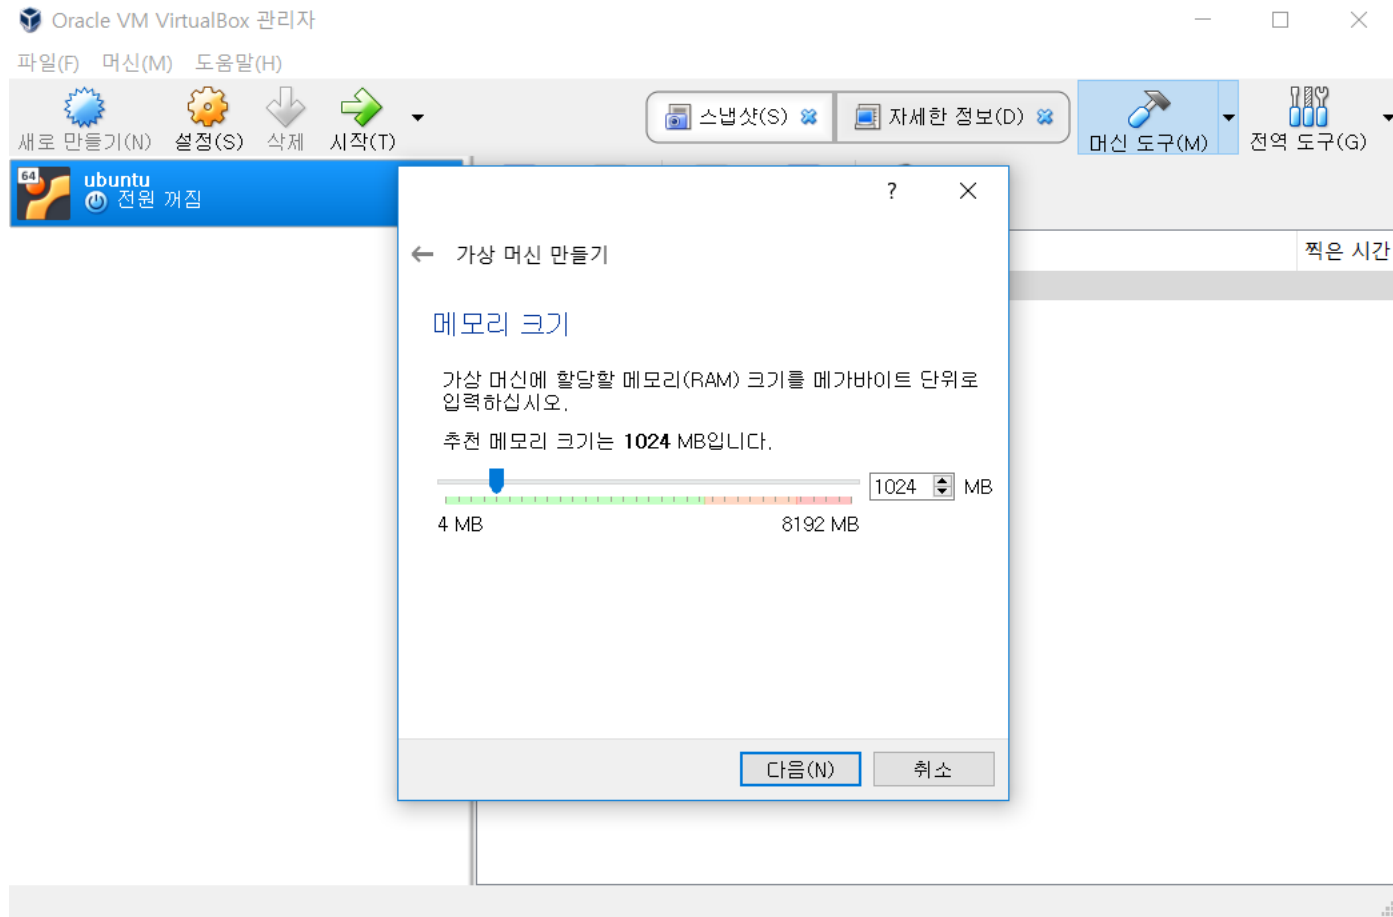 Oracle VM VirtualBox 관리자
파일(F) 머신(M) 도움말(H)
새로 만들기(N) 설정(S) 삭제 시작(T) 스냅샷(S) 자세한 정보(D) 머신 도구(M) 전역 도구(G)
64
ubuntu
전원 꺼짐
찍은 시간
?
가상 머신 만들기
메모리 크기
가상 머신에 할당할 메모리(RAM) 크기를 메가바이트 단위로
입력하십시오.
추천 메모리 크기는 1024 MB입니다.
1024 MB
4 MB 8192 MB
다음(N) 취소